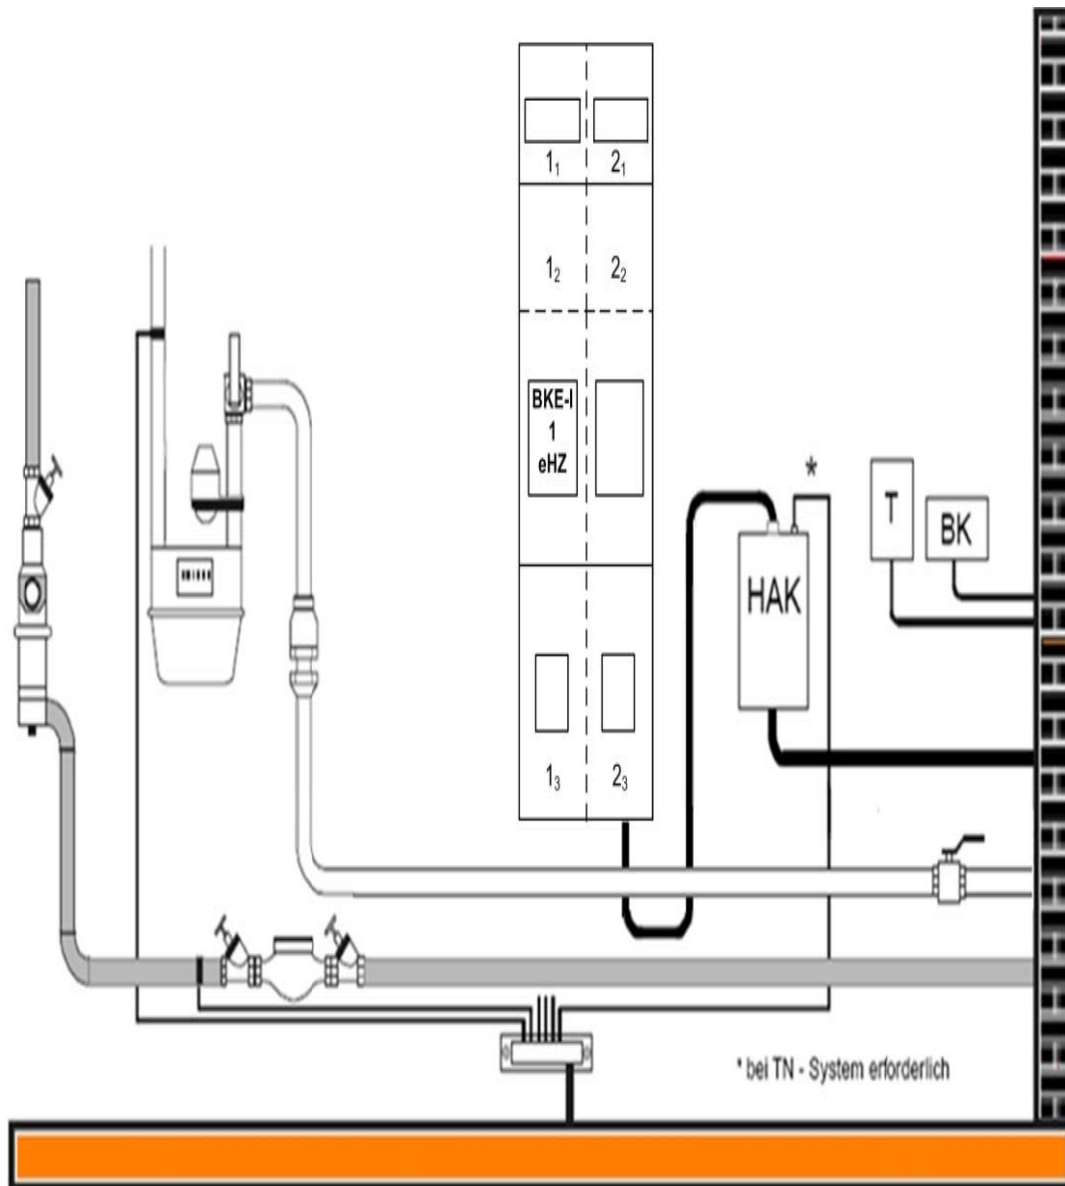 1₁ 2₁
1₂ 2₂
BKE-I
1
eHZ
*
T
BK
HAK
1₃ 2₃
* bei TN - System erforderlich